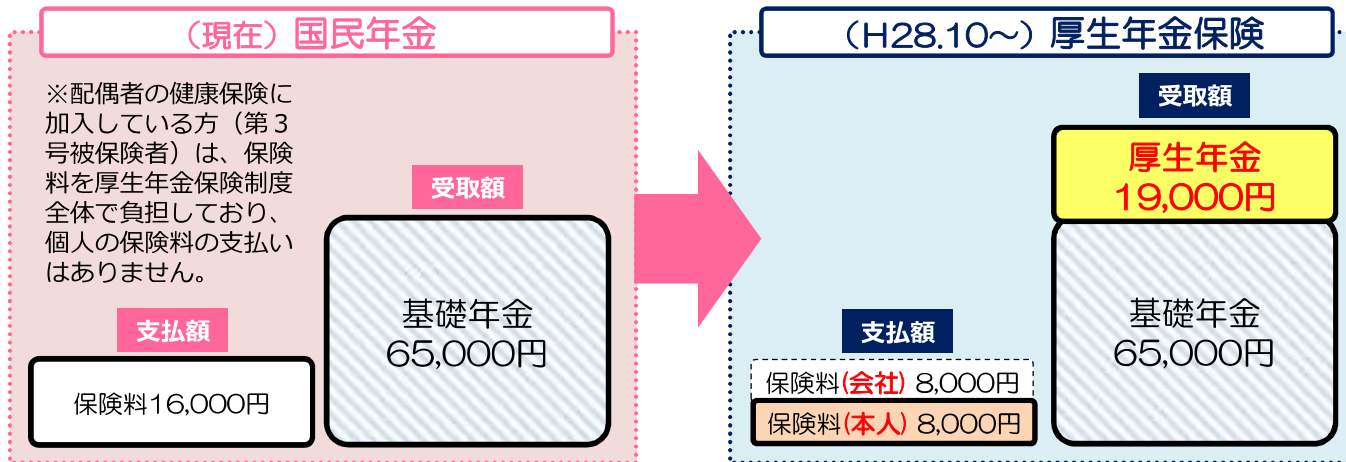 （現在）国民年金
※配偶者の健康保険に
加入している方（第３
号被保険者）は、保険
料を厚生年金保険制度
全体で負担しており、
個人の保険料の支払い
はありません。
受取額
基礎年金
65,000円
支払額
保険料16,000円
（H28.10～）厚生年金保険
受取額
厚生年金
19,000円
基礎年金
65,000円
支払額
保険料(会社) 8,000円
保険料(本人) 8,000円